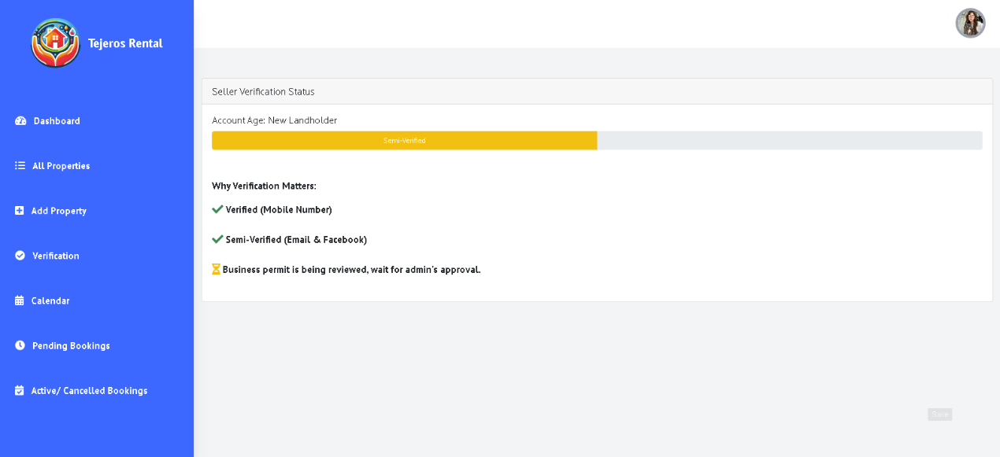 Tejeros Rental
Dashboard
All Properties
Add Property
Verification
Calendar
Pending Bookings
Active/ Cancelled Bookings
Seller Verification Status
Account Age: New Landholder
Semi-Verified
Why Verification Matters:
Verified (Mobile Number)
Semi-Verified (Email & Facebook)
Business permit is being reviewed, wait for admin's approval.
Save